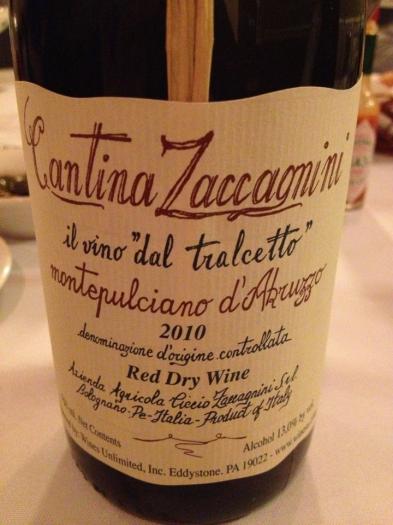 Cantina Zaccagnini
il vino "dal tralcetto"
montepulciano d'Abruzzo
2010
denominazione d'origine controllata
Red Dry Wine
Azienda Agricola Ciccio Zaccagnini S.r.l.
Bolognano-Pe-Italia-Product of Italy
Net Contents
Alcohol 13,0% by vol.
by: Wines Unlimited, Inc. Eddystone, PA 19022 - www.